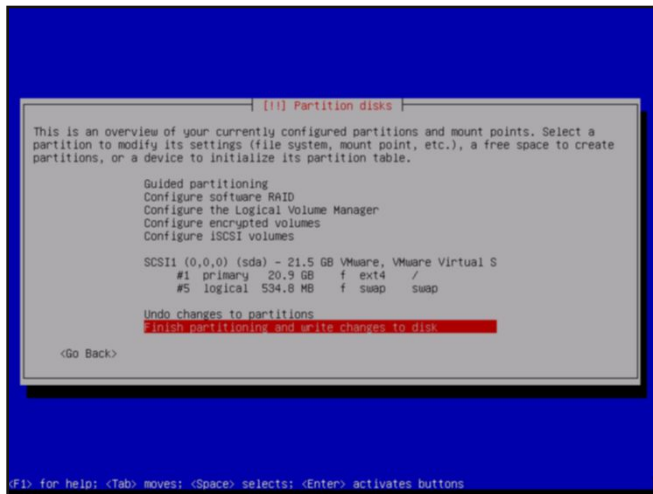 [!!] Partition disks
This is an overview of your currently configured partitions and mount points. Select a
partition to modify its settings (file system, mount point, etc.), a free space to create
partitions, or a device to initialize its partition table.
Guided partitioning
Configure software RAID
Configure the Logical Volume Manager
Configure encrypted volumes
Configure iSCSI volumes
SCSI1 (0,0,0) (sda) - 21.5 GB VMware, VMware Virtual S
#1 primary 20.9 GB f ext4 /
#5 logical 534.8 MB f swap swap
Undo changes to partitions
Finish partitioning and write changes to disk
<Go Back>
<F1> for help; <Tab> moves; <Space> selects; <Enter> activates buttons